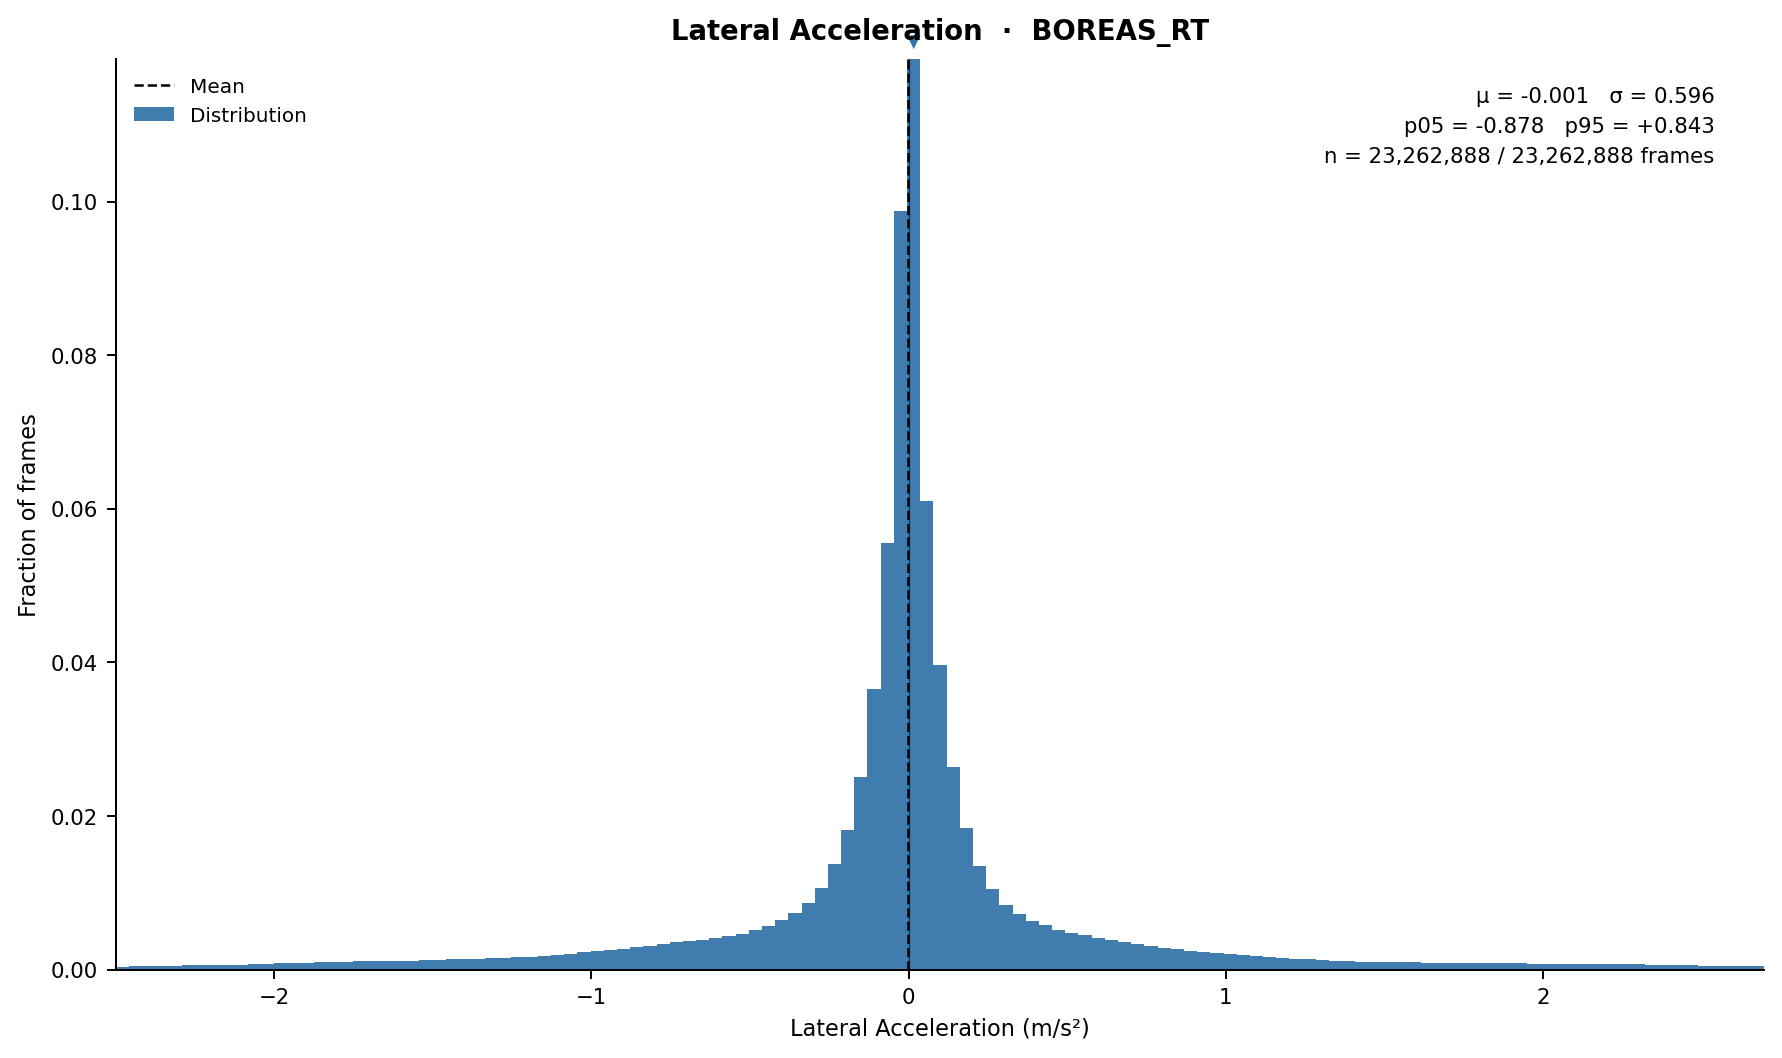 Lateral Acceleration · BOREAS_RT
Mean
Distribution
μ = -0.001 σ = 0.596
p05 = -0.878 p95 = +0.843
n = 23,262,888 / 23,262,888 frames
Fraction of frames
0.10
0.08
0.06
0.04
0.02
0.00
−2
−1
0
1
2
Lateral Acceleration (m/s²)